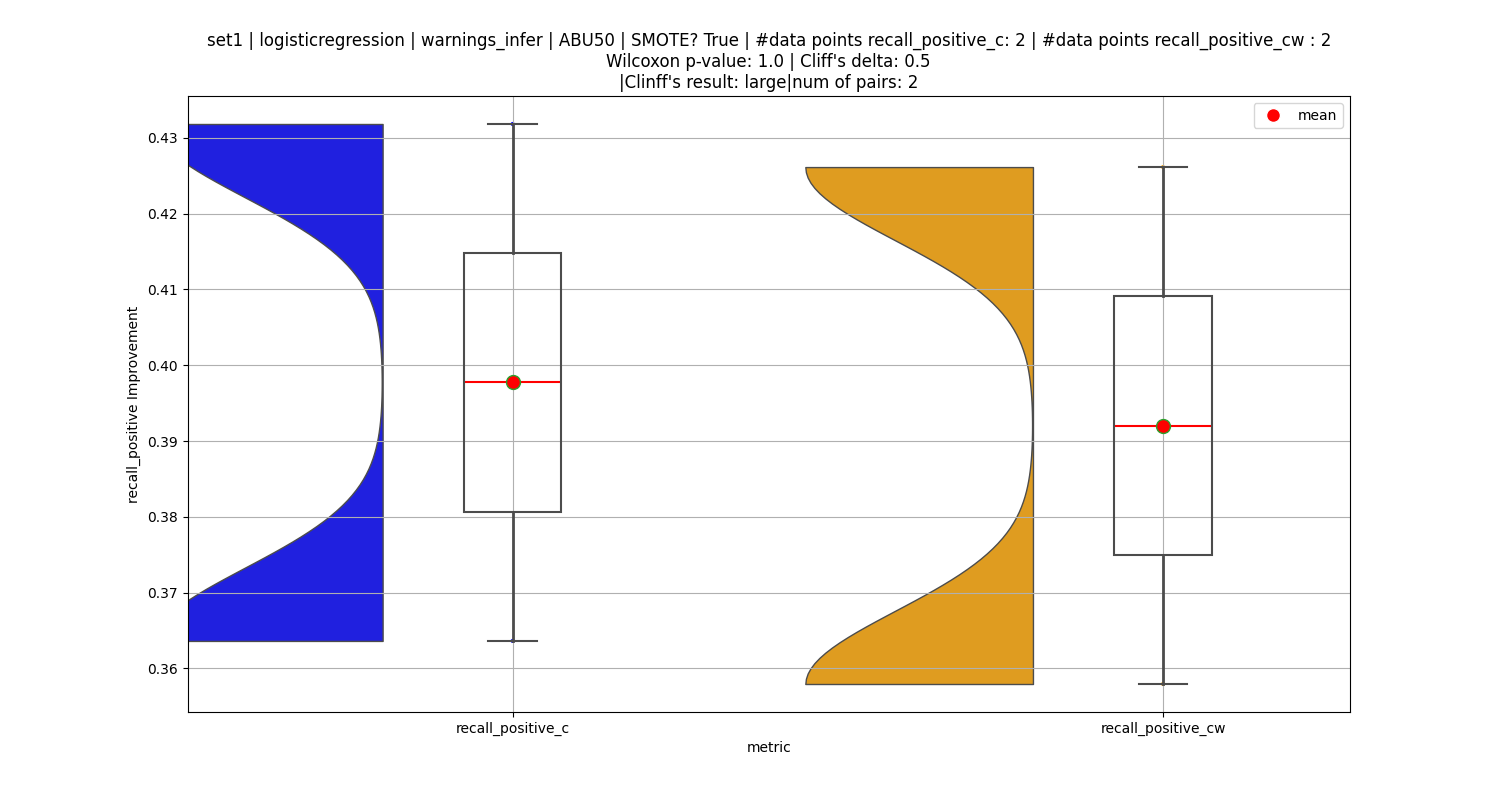 set1 | logisticregression | warnings_infer | ABU50 | SMOTE? True | #data points recall_positive_c: 2 | #data points recall_positive_cw : 2
Wilcoxon p-value: 1.0 | Cliff's delta: 0.5
|Clinff's result: large|num of pairs: 2
mean
0.43
0.42
0.41
0.40
0.39
0.38
0.37
0.36
recall_positive Improvement
recall_positive_c
recall_positive_cw
metric